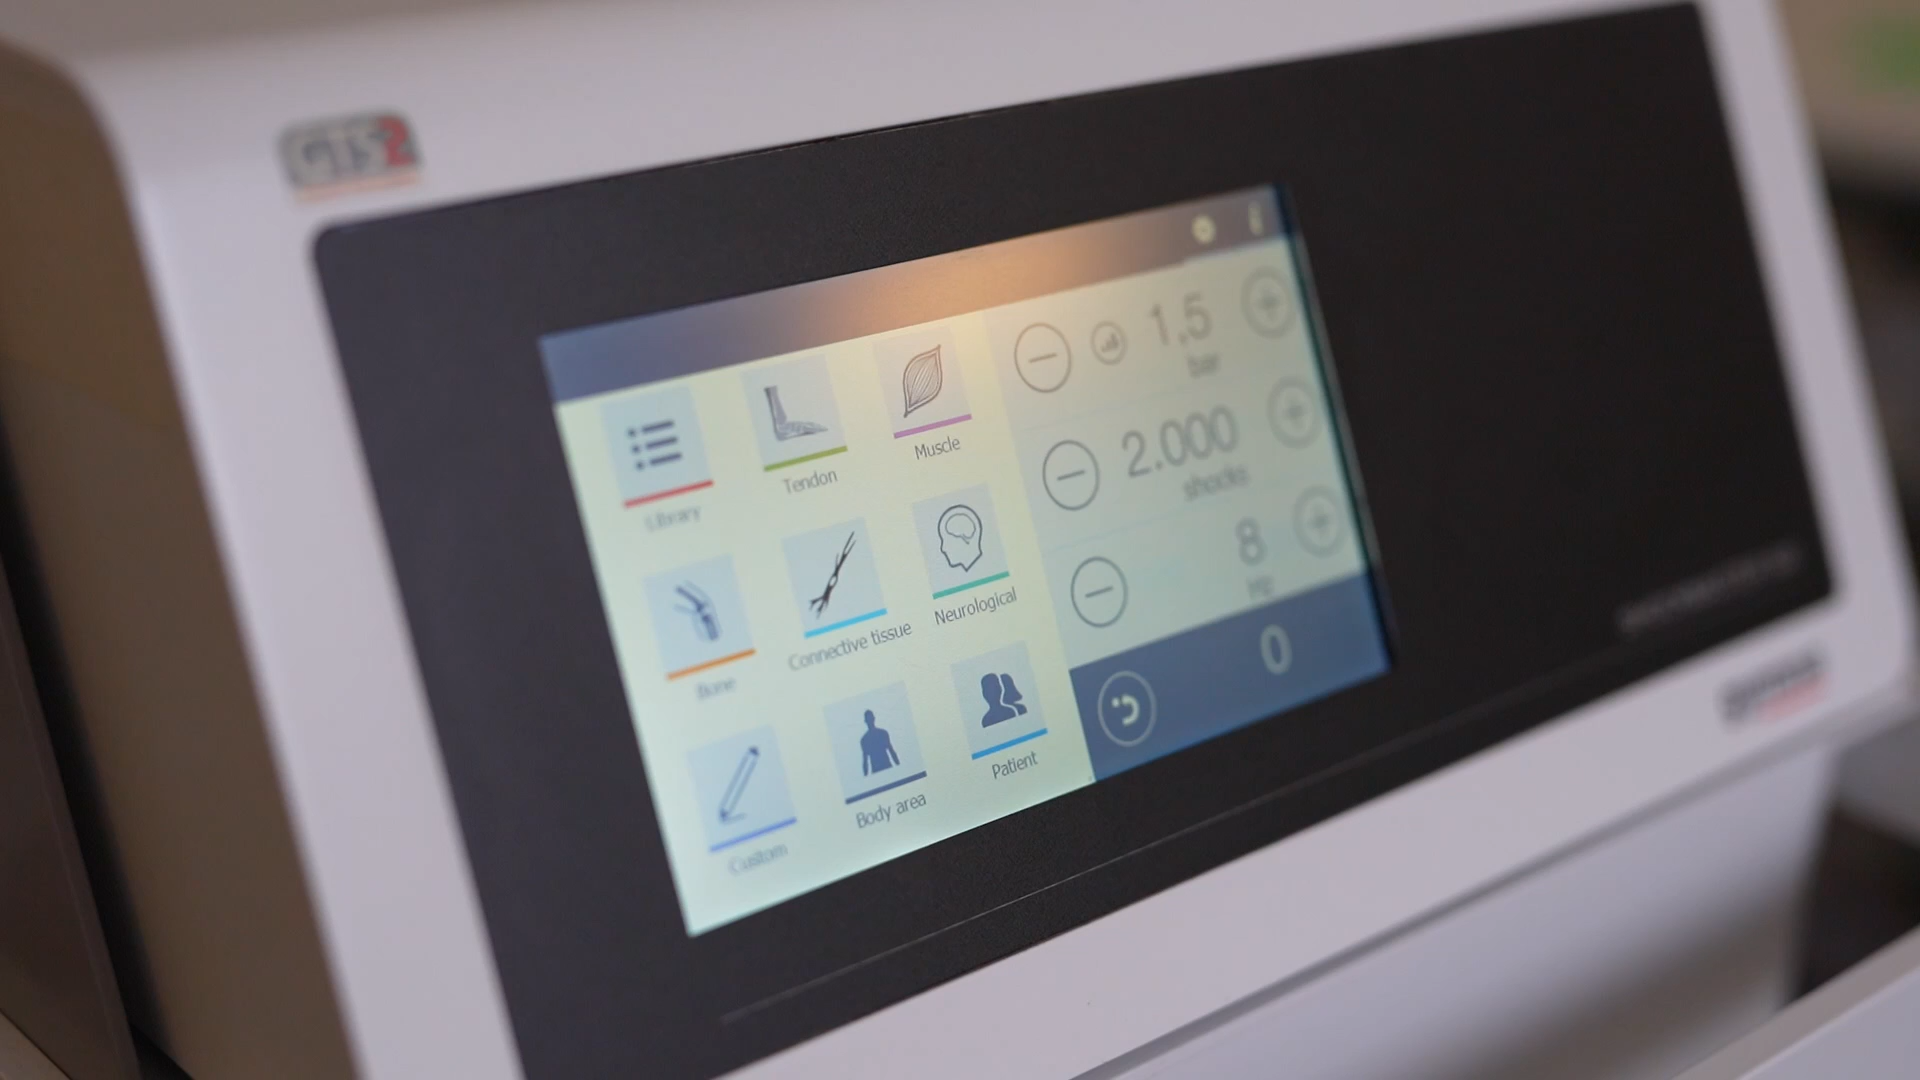 GTS2
Library
Tendon
Muscle
Bone
Connective tissue
Neurological
Custom
Body area
Patient
1,5
bar
2.000
shocks
8
Hz
0